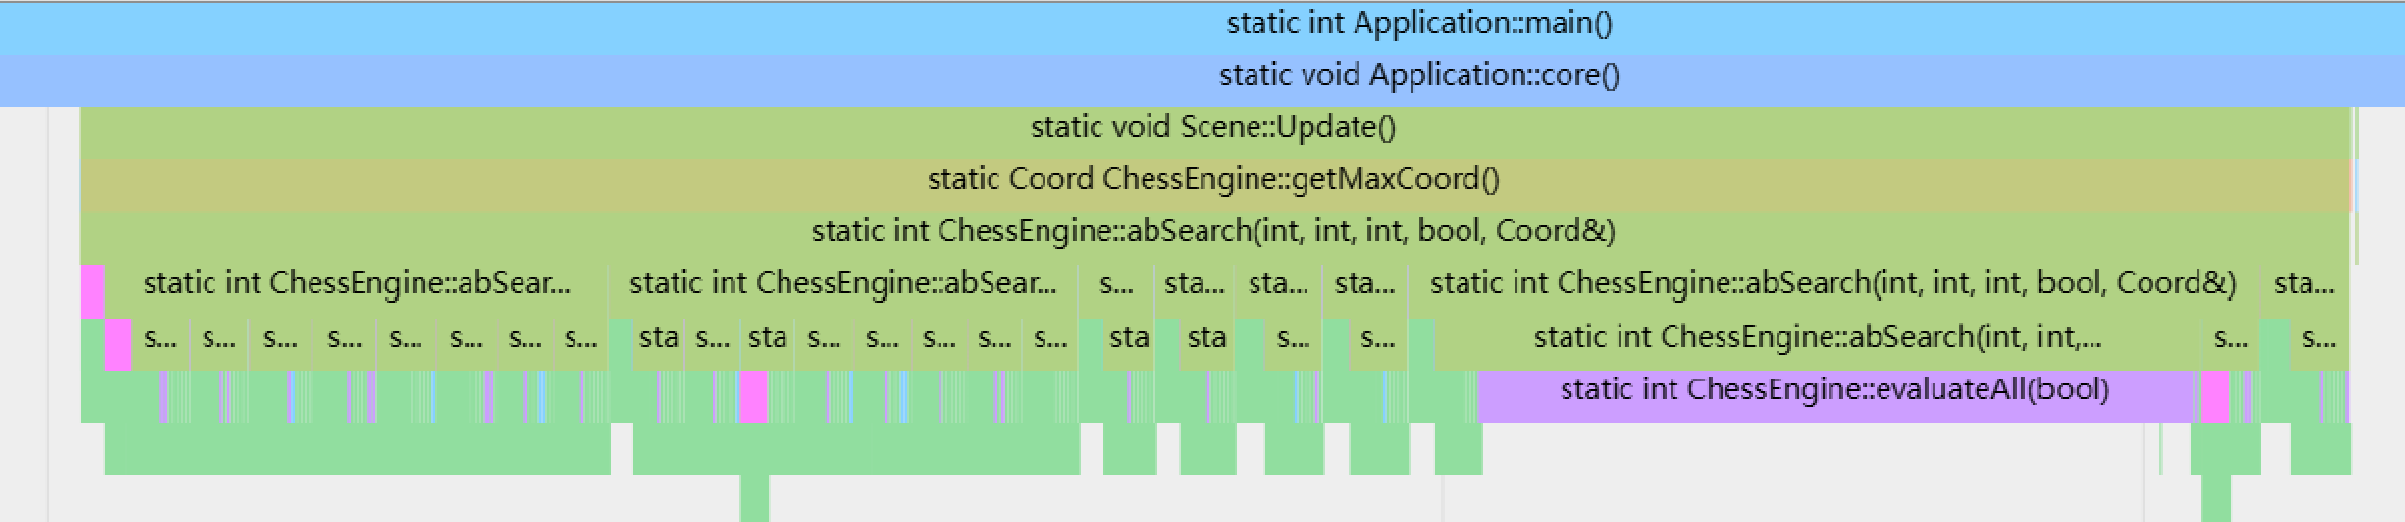 static int Application::main()
static void Application::core()
static void Scene::Update()
static Coord ChessEngine::getMaxCoord()
static int ChessEngine::abSearch(int, int, int, bool, Coord&)
static int ChessEngine::abSear... static int ChessEngine::abSear... s... sta... sta... sta... static int ChessEngine::abSearch(int, int, int, bool, Coord&) sta...
s... s... s... s... s... s... s... s... sta s... sta s... s... s... s... s... sta sta s... s... static int ChessEngine::abSearch(int, int,... s... s...
static int ChessEngine::evaluateAll(bool)